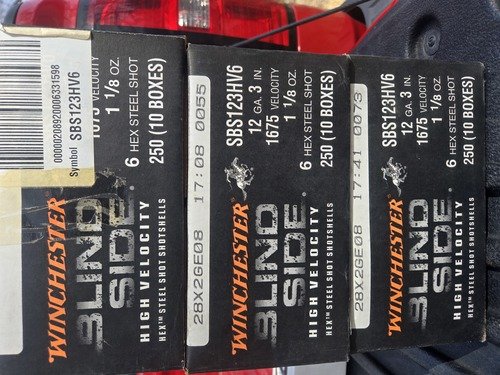 00000208920006331598
Symbol SBS123HV6
1675 VELOCITY
1 1/8 OZ.
6 HEX STEEL SHOT
250 (10 BOXES)
WINCHESTER
BLIND
SIDE
HIGH VELOCITY
HEX™ STEEL SHOT SHOTSHELLS
28X2GE08 17:08 0055
SBS123HV6
12 GA. 3 IN.
1675 VELOCITY
1 1/8 OZ.
6 HEX STEEL SHOT
250 (10 BOXES)
WINCHESTER
BLIND
SIDE
HIGH VELOCITY
HEX™ STEEL SHOT SHOTSHELLS
28X2GE08 17:41 0073
SBS123HV6
12 GA. 3 IN.
1675 VELOCITY
1 1/8 OZ.
6 HEX STEEL SHOT
250 (10 BOXES)
WINCHESTER
BLIND
SIDE
HIGH VELOCITY
HEX™ STEEL SHOT SHOTSHELLS